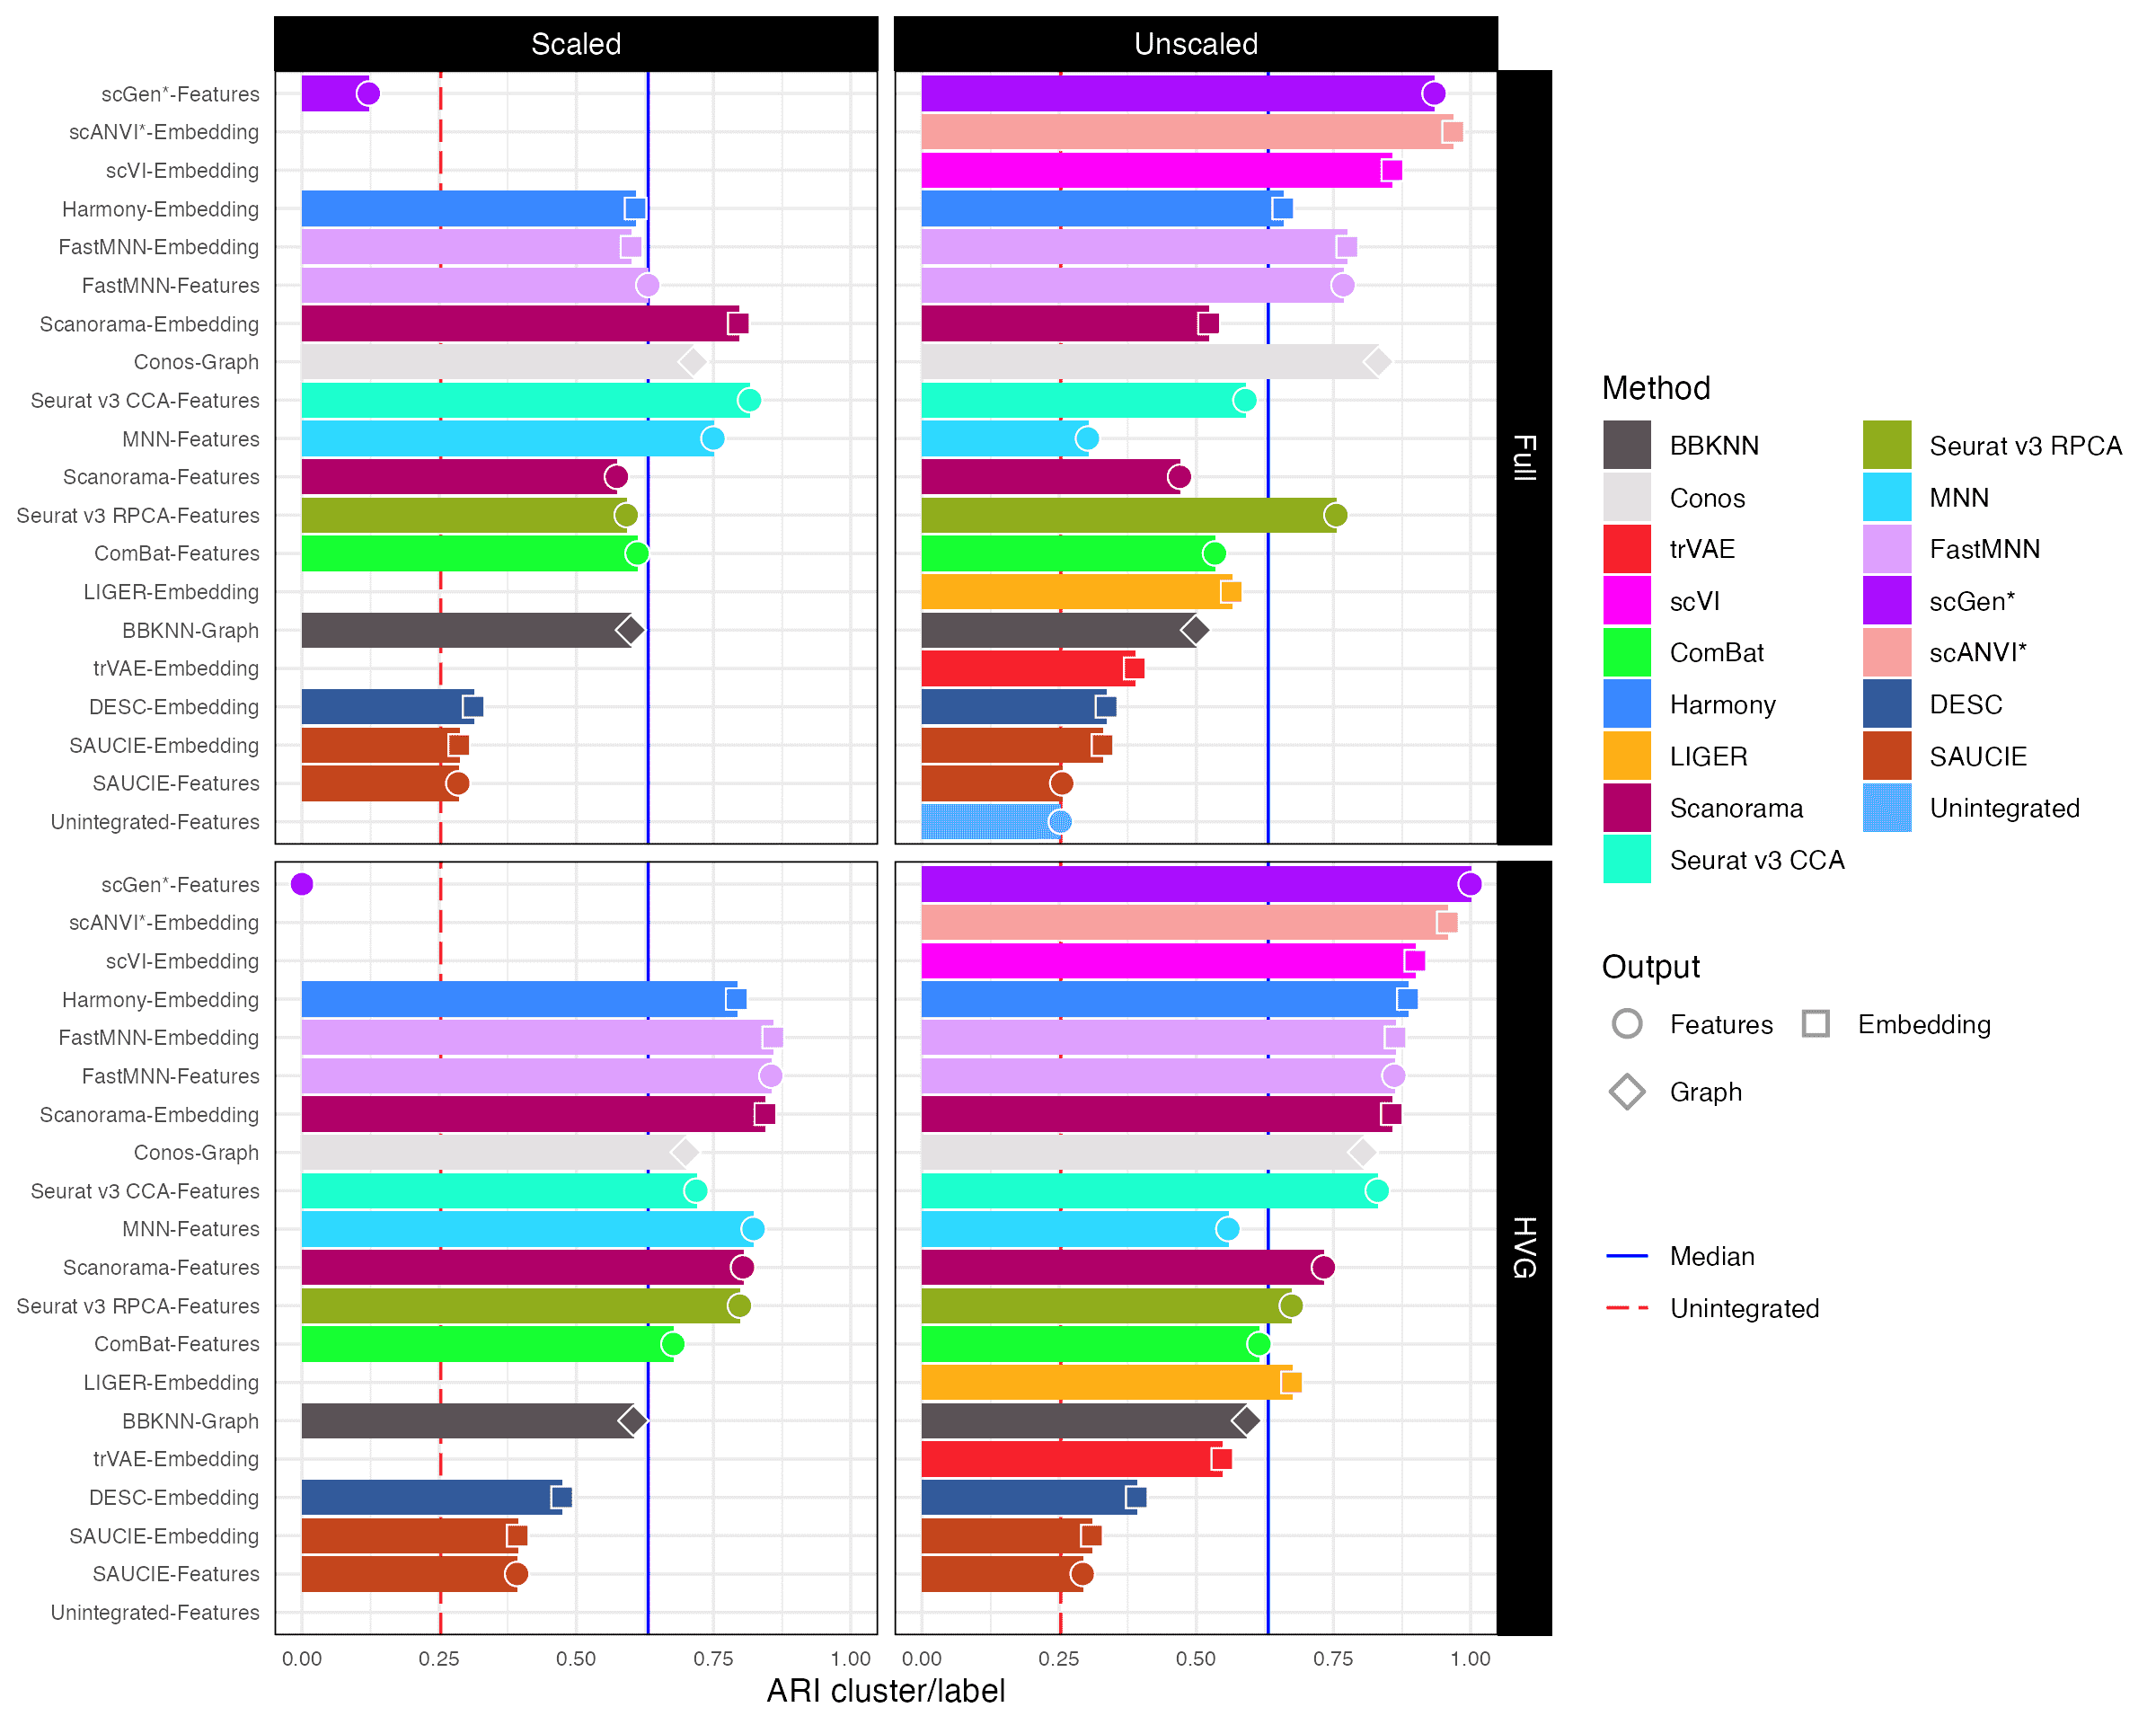 Scaled
Unscaled
scGen*-Features
scANVI*-Embedding
scVI-Embedding
Harmony-Embedding
FastMNN-Embedding
FastMNN-Features
Scanorama-Embedding
Conos-Graph
Seurat v3 CCA-Features
MNN-Features
Scanorama-Features
Seurat v3 RPCA-Features
ComBat-Features
LIGER-Embedding
BBKNN-Graph
trVAE-Embedding
DESC-Embedding
SAUCIE-Embedding
SAUCIE-Features
Unintegrated-Features
Full
scGen*-Features
scANVI*-Embedding
scVI-Embedding
Harmony-Embedding
FastMNN-Embedding
FastMNN-Features
Scanorama-Embedding
Conos-Graph
Seurat v3 CCA-Features
MNN-Features
Scanorama-Features
Seurat v3 RPCA-Features
ComBat-Features
LIGER-Embedding
BBKNN-Graph
trVAE-Embedding
DESC-Embedding
SAUCIE-Embedding
SAUCIE-Features
Unintegrated-Features
HVG
0.00 0.25 0.50 0.75 1.00
0.00 0.25 0.50 0.75 1.00
ARI cluster/label
Method
BBKNN
Conos
trVAE
scVI
ComBat
Harmony
LIGER
Scanorama
Seurat v3 CCA
Seurat v3 RPCA
MNN
FastMNN
scGen*
scANVI*
DESC
SAUCIE
Unintegrated
Output
Features
Embedding
Graph
Median
Unintegrated